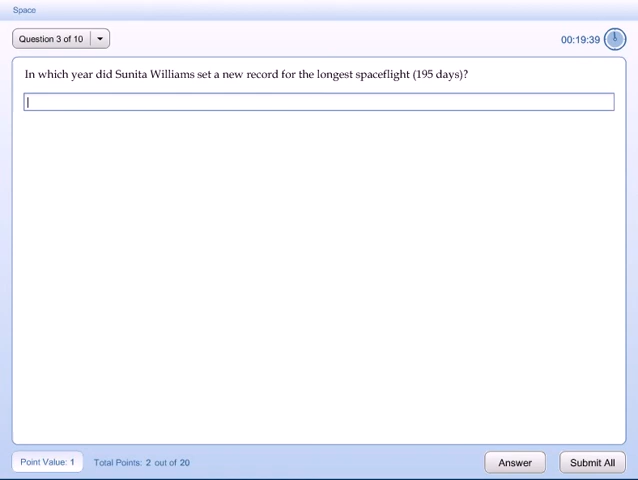 Space
Question 3 of 10
00:19:39
In which year did Sunita Williams set a new record for the longest spaceflight (195 days)?
Point Value: 1
Total Points: 2 out of 20
Answer
Submit All